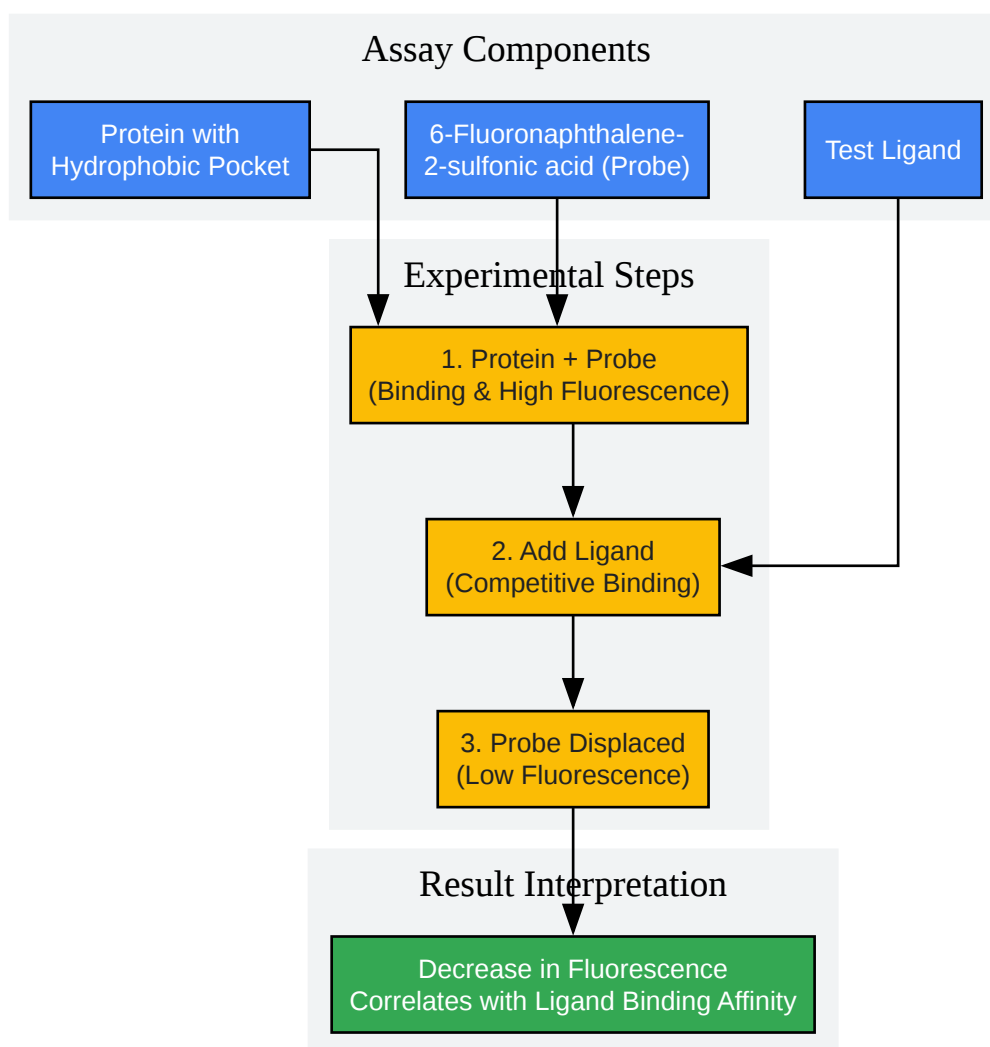 Assay Components
Protein with
Hydrophobic Pocket
6-Fluoronaphthalene-
2-sulfonic acid (Probe)
Test Ligand
Experimental Steps
1. Protein + Probe
(Binding & High Fluorescence)
2. Add Ligand
(Competitive Binding)
3. Probe Displaced
(Low Fluorescence)
Result Interpretation
Decrease in Fluorescence
Correlates with Ligand Binding Affinity